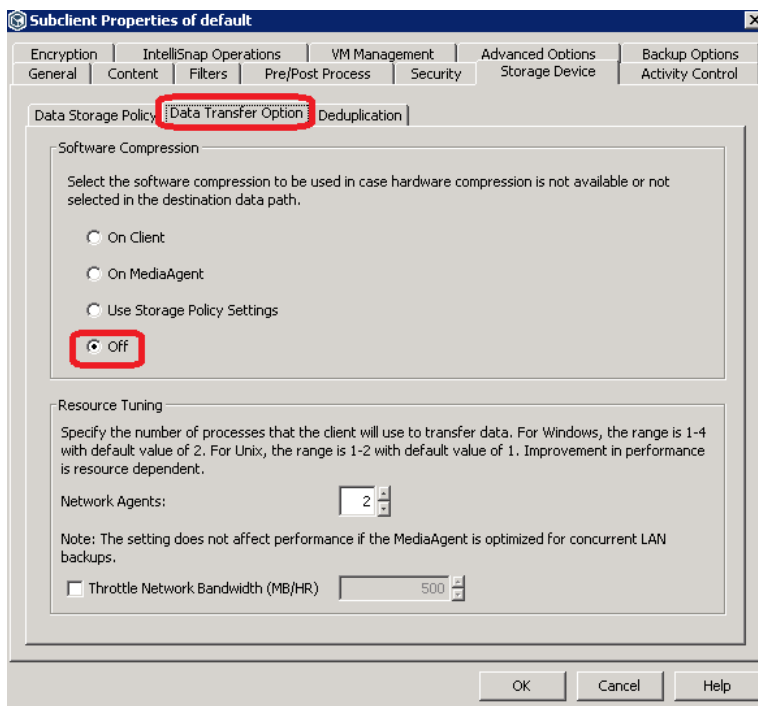 Subclient Properties of default
Encryption IntelliSnap Operations VM Management Advanced Options Backup Options
General Content Filters Pre/Post Process Security Storage Device Activity Control
Data Storage Policy Data Transfer Option Deduplication
Software Compression
Select the software compression to be used in case hardware compression is not available or not
selected in the destination data path.
On Client
On MediaAgent
Use Storage Policy Settings
Off
Resource Tuning
Specify the number of processes that the client will use to transfer data. For Windows, the range is 1-4
with default value of 2. For Unix, the range is 1-2 with default value of 1. Improvement in performance
is resource dependent.
Network Agents: 2
Note: The setting does not affect performance if the MediaAgent is optimized for concurrent LAN
backups.
Throttle Network Bandwidth (MB/HR) 500
OK Cancel Help